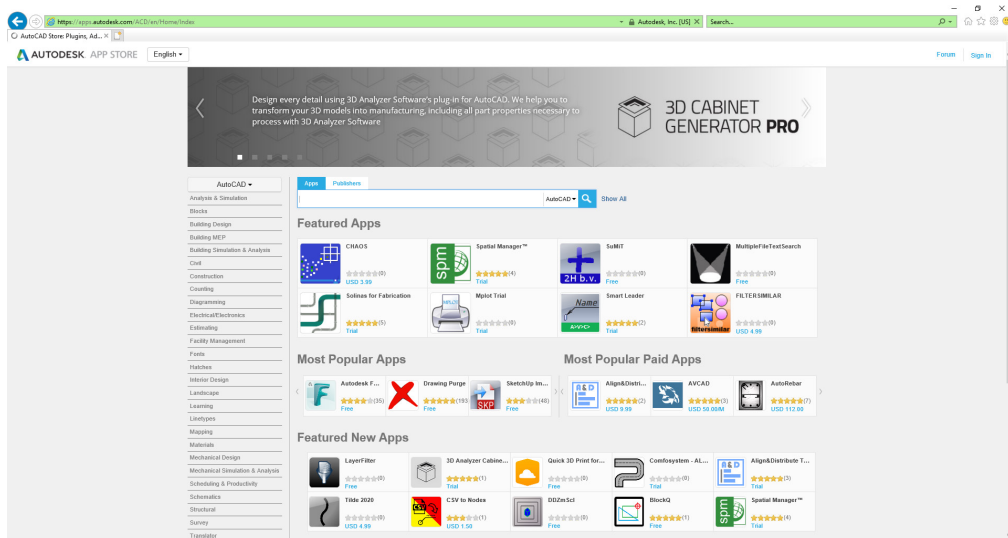 https://apps.autodesk.com/ACD/en/Home/Index
Autodesk, Inc. [US]
Search...
AutoCAD Store: Plugins, Ad...
AUTODESK APP STORE
English
Forum
Sign In
Design every detail using 3D Analyzer Software's plug-in for AutoCAD. We help you to
transform your 3D models into manufacturing, including all part properties necessary to
process with 3D Analyzer Software
3D CABINET
GENERATOR PRO
AutoCAD
Analysis & Simulation
Blocks
Building Design
Building MEP
Building Simulation & Analysis
Civil
Construction
Counting
Diagramming
Electrical/Electronics
Estimating
Facility Management
Fonts
Hatches
Interior Design
Landscape
Learning
Linetypes
Mapping
Materials
Mechanical Design
Mechanical Simulation & Analysis
Scheduling & Productivity
Schematics
Structural
Survey
Translator
Apps
Publishers
AutoCAD
Show All
Featured Apps
CHAOS
(0)
USD 3.99
spm
Spatial Manager™
(4)
Trial
2H b.v.
SuMiT
(0)
Free
MultipleFileTextSearch
(0)
Free
Solinas for Fabrication
(5)
Trial
Mplot Trial
(0)
Trial
Name
A>V>C>
Smart Leader
(2)
Trial
filtersimilar
FILTERSIMILAR
(0)
USD 4.99
Most Popular Apps
Autodesk F...
(35)
Free
Drawing Purge
(193
Free
SKP
SketchUp Im...
(48)
Free
Most Popular Paid Apps
A&D
Align&Distri...
(2)
USD 9.99
AVCAD
(3)
USD 50.00/M
AutoRebar
(7)
USD 112.00
Featured New Apps
LayerFilter
(0)
Free
3D Analyzer Cabine...
(1)
Trial
Quick 3D Print for...
(0)
Free
Comfosystem - AL...
(0)
Trial
A&D
Align&Distribute T...
(3)
Trial
Tilde 2020
(0)
USD 4.99
CSV
CSV to Nodes
(1)
USD 1.50
DDZmScl
(0)
Free
BlockQ
(1)
Free
spm
Spatial Manager™
(4)
Trial